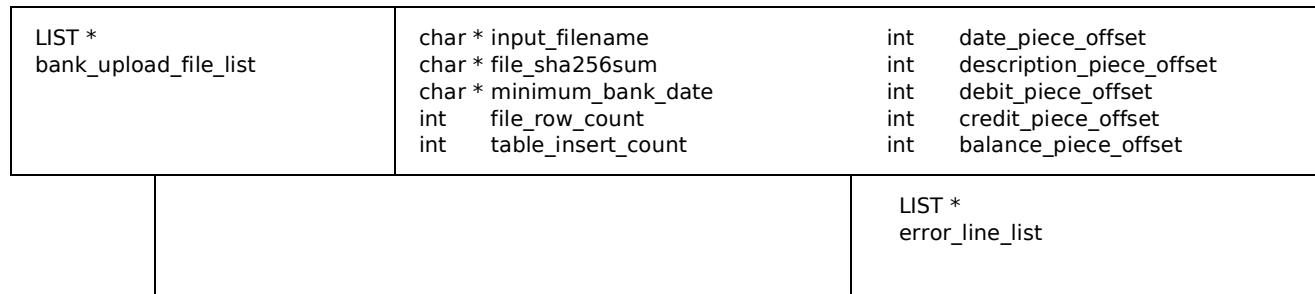 LIST *
bank_upload_file_list
char * input_filename
char * file_sha256sum
char * minimum_bank_date
int file_row_count
int table_insert_count
int date_piece_offset
int description_piece_offset
int debit_piece_offset
int credit_piece_offset
int balance_piece_offset
LIST *
error_line_list